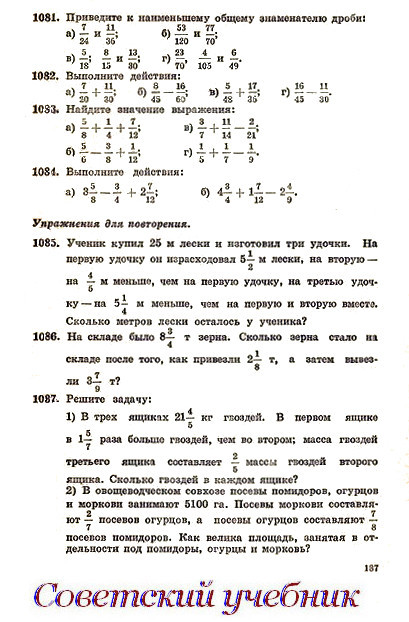 1081. Приведите к наименьшему общему знаменателю дроби:
а) 7/24 и 11/36; б) 53/120 и 77/70;
в) 5/18, 8/15 и 13/30; г) 23/70, 4/105 и 6/49.
1082. Выполните действия:
а) 7/20 + 11/30; б) 8/45 − 16/60; в) 5/48 + 17/36; г) 16/45 − 11/30.
1083. Найдите значение выражения:
а) 5/8 + 1/4 + 7/12; в) 3/7 + 11/14 − 2/21;
б) 5/6 − 3/8 + 1/12; г) 1/5 + 1/7 − 1/9.
1084. Выполните действия:
а) 3 5/8 − 3/4 + 2 7/12; б) 4 3/4 + 1 7/12 − 2 4/9.
Упражнения для повторения.
1085. Ученик купил 25 м лески и изготовил три удочки. На
первую удочку он израсходовал 5 1/2 м лески, на вторую —
на 4/5 м меньше, чем на первую удочку, на третью удоч-
ку — на 5 1/4 м меньше, чем на первую и вторую вместе.
Сколько метров лески осталось у ученика?
1086. На складе было 8 3/4 т зерна. Сколько зерна стало на
складе после того, как привезли 2 1/8 т, а затем вывез-
ли 3 7/9 т?
1087. Решите задачу:
1) В трех ящиках 21 4/5 кг гвоздей. В первом ящике
в 1 5/7 раза больше гвоздей, чем во втором; масса гвоздей
третьего ящика составляет 2/5 массы гвоздей второго
ящика. Сколько гвоздей в каждом ящике?
2) В овощеводческом совхозе посевы помидоров, огурцов
и моркови занимают 5100 га. Посевы моркови составля-
ют 2/7 посевов огурцов, а посевы огурцов составляют 7/8
посевов помидоров. Как велика площадь, занятая в от-
дельности под помидоры, огурцы и морковь?
187
Советский учебник